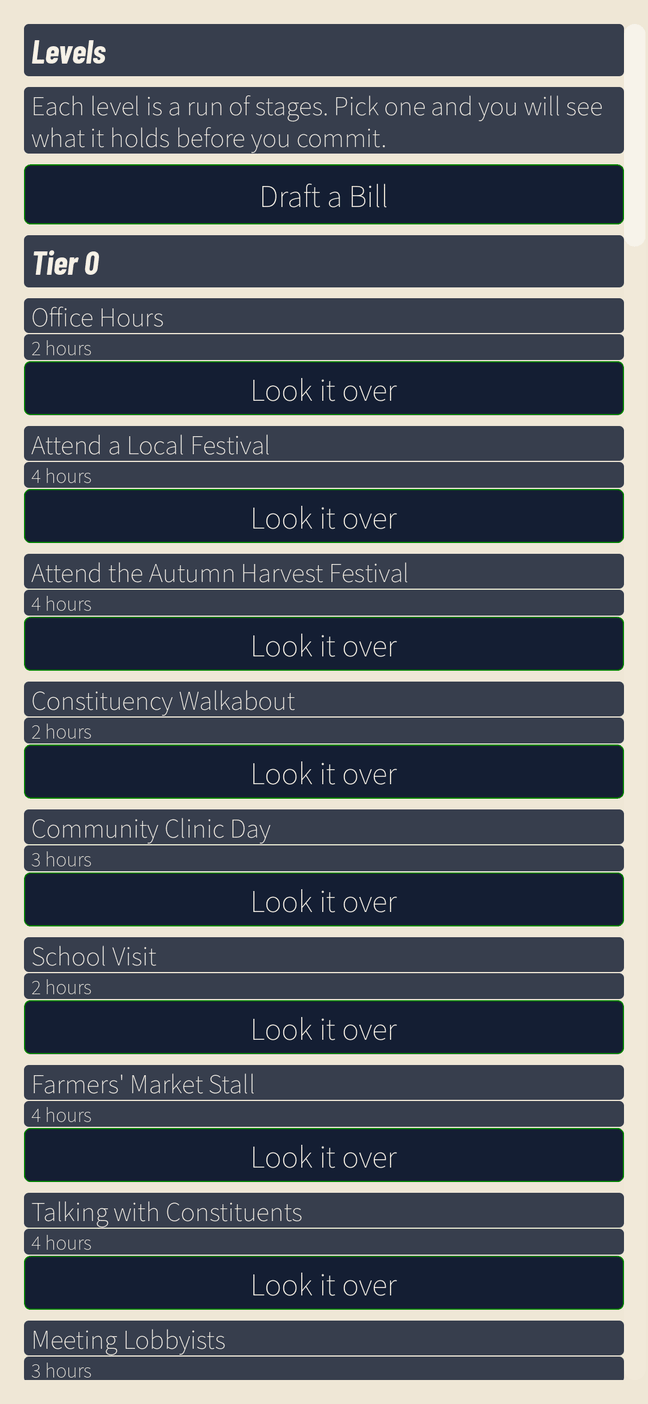 Levels
Each level is a run of stages. Pick one and you will see
what it holds before you commit.
Draft a Bill
Tier 0
Office Hours
2 hours
Look it over
Attend a Local Festival
4 hours
Look it over
Attend the Autumn Harvest Festival
4 hours
Look it over
Constituency Walkabout
2 hours
Look it over
Community Clinic Day
3 hours
Look it over
School Visit
2 hours
Look it over
Farmers' Market Stall
4 hours
Look it over
Talking with Constituents
4 hours
Look it over
Meeting Lobbyists
3 hours